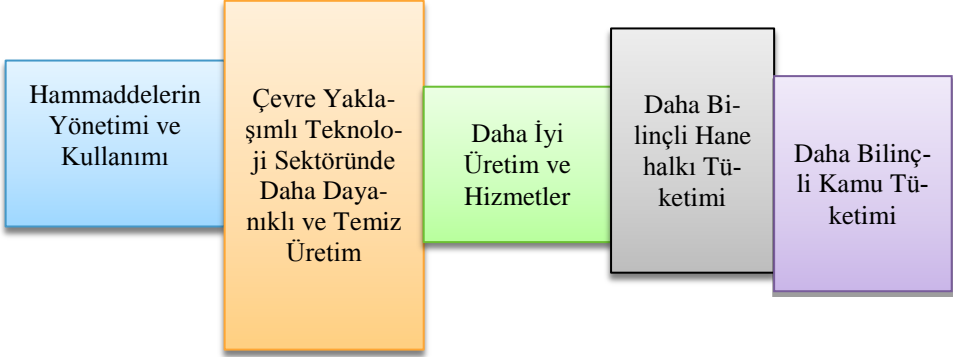 Hammaddelerin
Yönetimi ve
Kullanımı
Çevre Yakla-
şımlı Teknolo-
ji Sektöründe
Daha Daya-
nıklı ve Temiz
Üretim
Daha İyi
Üretim ve
Hizmetler
Daha Bi-
linçli Hane
halkı Tü-
ketimi
Daha Bilinç-
li Kamu Tü-
ketimi